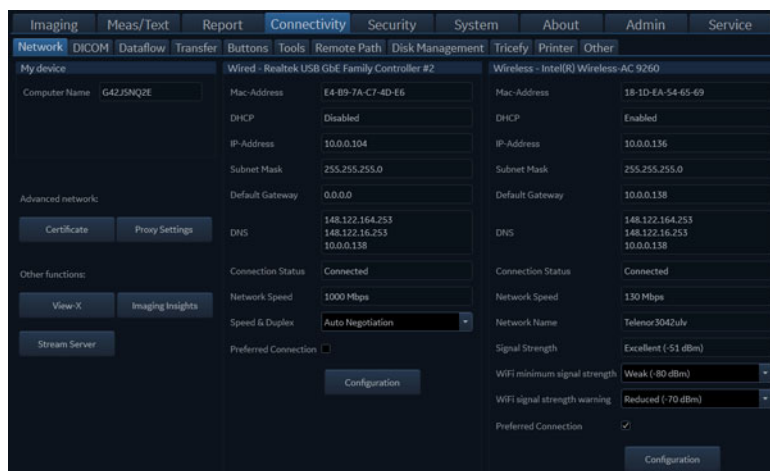 Imaging Meas/Text Report Connectivity Security System About Admin Service
Network DICOM Dataflow Transfer Buttons Tools Remote Path Disk Management Tricefy Printer Other
My device
Computer Name G42JSNQ2E
Advanced network:
Certificate Proxy Settings
Other functions:
View-X Imaging Insights
Stream Server
Wired - Realtek USB GbE Family Controller #2
Mac-Address E4-B9-7A-C7-4D-E6
DHCP Disabled
IP-Address 10.0.0.104
Subnet Mask 255.255.255.0
Default Gateway 0.0.0.0
DNS 148.122.164.253
148.122.16.253
10.0.0.138
Connection Status Connected
Network Speed 1000 Mbps
Speed & Duplex Auto Negotiation
Preferred Connection
Configuration
Wireless - Intel(R) Wireless-AC 9260
Mac-Address 18-1D-EA-54-65-69
DHCP Enabled
IP-Address 10.0.0.136
Subnet Mask 255.255.255.0
Default Gateway 10.0.0.138
DNS 148.122.164.253
148.122.16.253
10.0.0.138
Connection Status Connected
Network Speed 130 Mbps
Network Name Telenor3042ulv
Signal Strength Excellent (-51 dBm)
WiFi minimum signal strength Weak (-80 dBm)
WiFi signal strength warning Reduced (-70 dBm)
Preferred Connection
Configuration